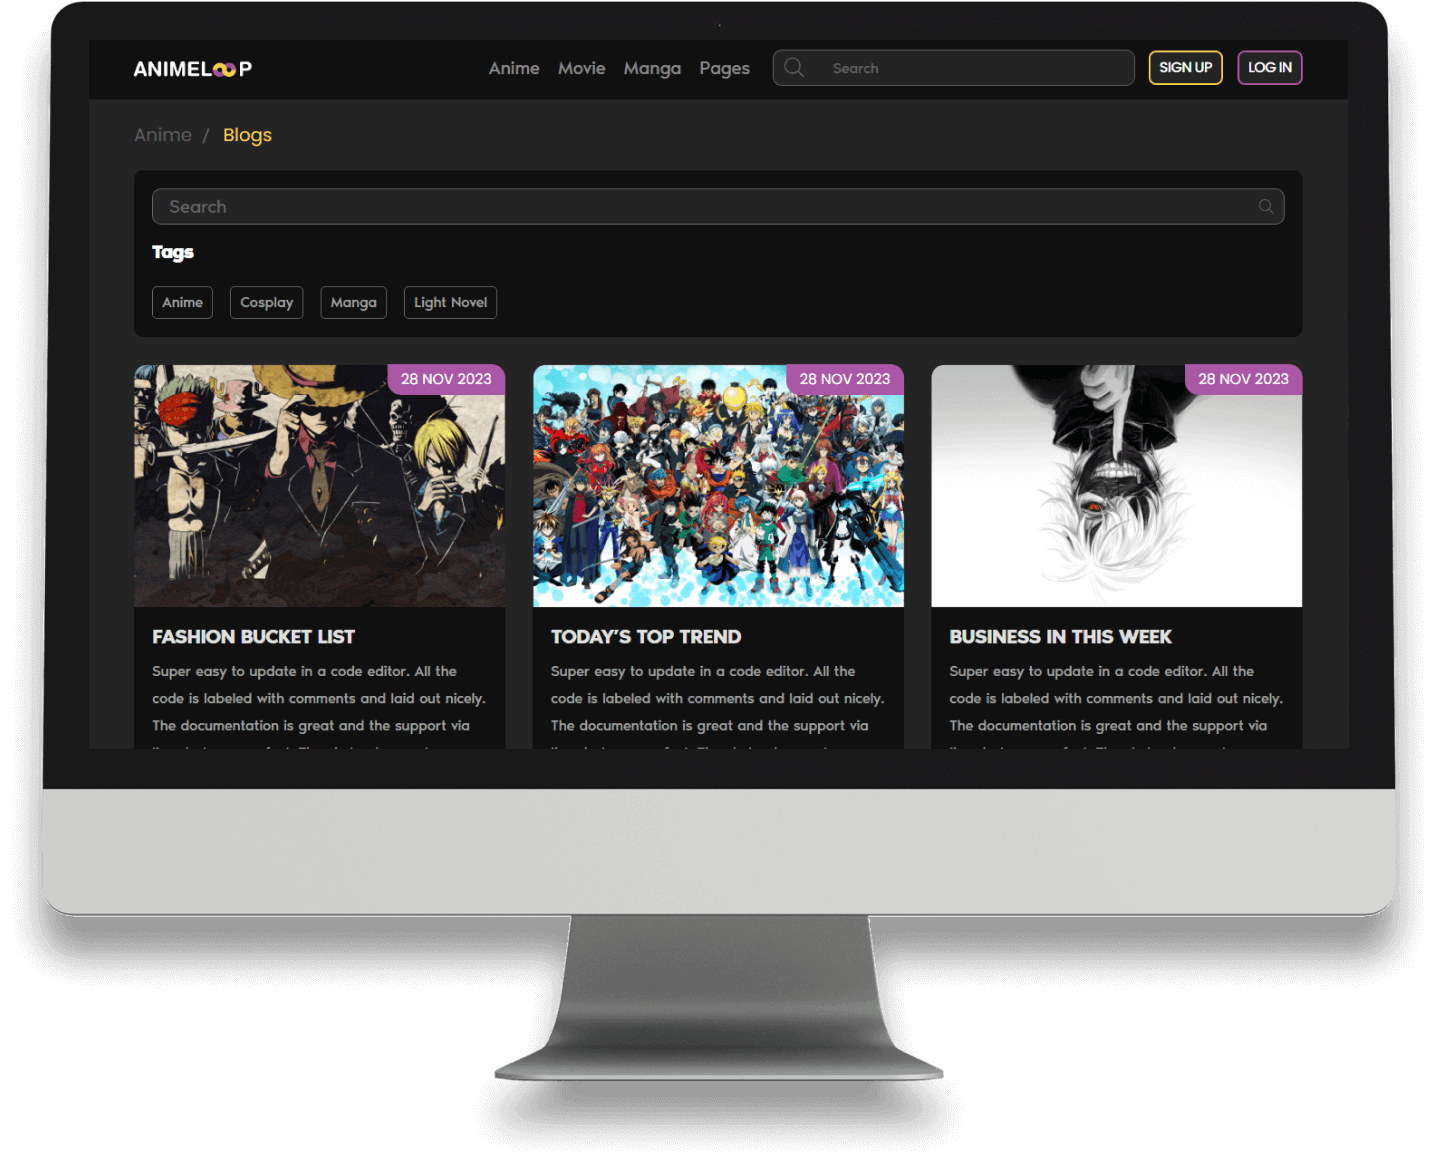 ANIMELOOP
Anime Movie Manga Pages Search SIGN UP LOG IN
Anime / Blogs
Search
Tags
Anime Cosplay Manga Light Novel
28 NOV 2023
28 NOV 2023
28 NOV 2023
FASHION BUCKET LIST
Super easy to update in a code editor. All the
code is labeled with comments and laid out nicely.
The documentation is great and the support via
TODAY'S TOP TREND
Super easy to update in a code editor. All the
code is labeled with comments and laid out nicely.
The documentation is great and the support via
BUSINESS IN THIS WEEK
Super easy to update in a code editor. All the
code is labeled with comments and laid out nicely.
The documentation is great and the support via